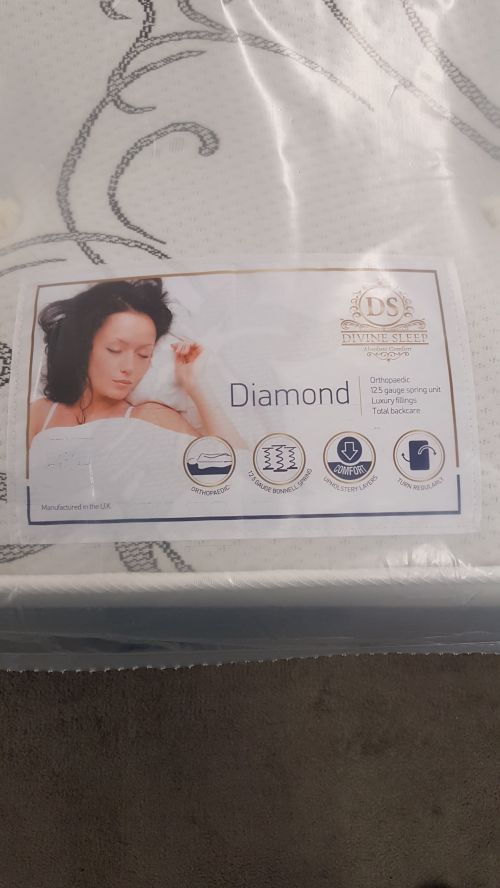 DS
DIVINE SLEEP
Absolute Comfort
Diamond
Orthopaedic
12.5 gauge spring unit
Luxury fillings
Total backcare
ORTHOPAEDIC
12.5 GAUGE BONNELL SPRING
COMFORT
UPHOLSTERY LAYERS
TURN REGULARLY
Manufactured in the U.K